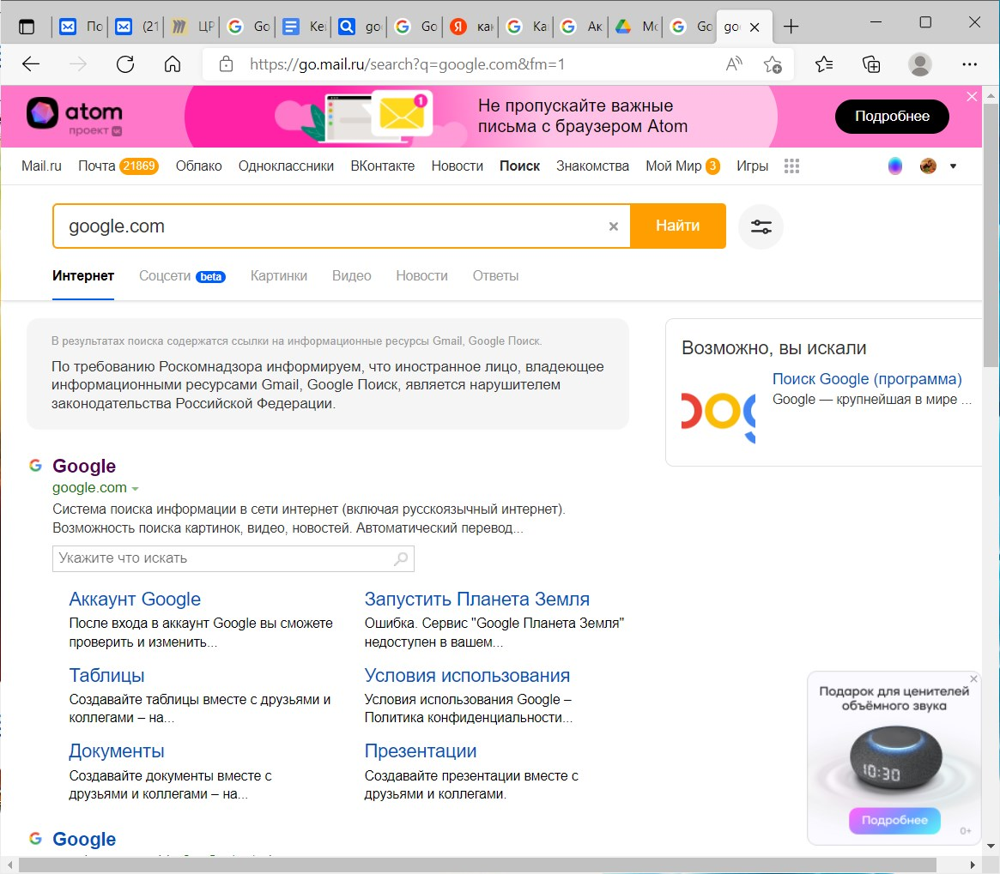 По
(21
ЦР
Go
Кеі
go
Go
как
Ка
Ак
Мс
Go
go
https://go.mail.ru/search?q=google.com&fm=1
atom
проект
1
Не пропускайте важные
письма с браузером Atom
Подробнее
Mail.ru Почта 21869 Облако Одноклассники ВКонтакте Новости Поиск Знакомства Мой Мир 3 Игры
google.com
Найти
Интернет Соцсети beta Картинки Видео Новости Ответы
В результатах поиска содержатся ссылки на информационные ресурсы Gmail, Google Поиск.
По требованию Роскомнадзора информируем, что иностранное лицо, владеющее
информационными ресурсами Gmail, Google Поиск, является нарушителем
законодательства Российской Федерации.
Возможно, вы искали
Поиск Google (программа)
Google — крупнейшая в мире ...
Google
google.com
Система поиска информации в сети интернет (включая русскоязычный интернет).
Возможность поиска картинок, видео, новостей. Автоматический перевод...
Укажите что искать
Аккаунт Google
После входа в аккаунт Google вы сможете
проверить и изменить...
Запустить Планета Земля
Ошибка. Сервис "Google Планета Земля"
недоступен в вашем...
Таблицы
Создавайте таблицы вместе с друзьями и
коллегами – на...
Условия использования
Условия использования Google –
Политика конфиденциальности...
Документы
Создавайте документы вместе с
друзьями и коллегами – на...
Презентации
Создавайте презентации вместе с
друзьями и коллегами.
Подарок для ценителей
объёмного звука
10:30
Подробнее
0+
Google